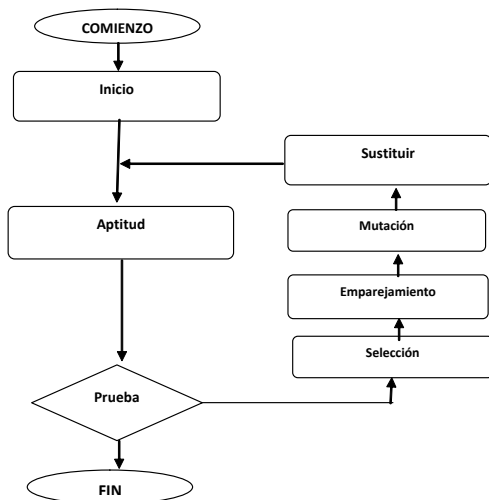 COMIENZO
Inicio
Sustituir
Aptitud
Mutación
Emparejamiento
Selección
Prueba
FIN